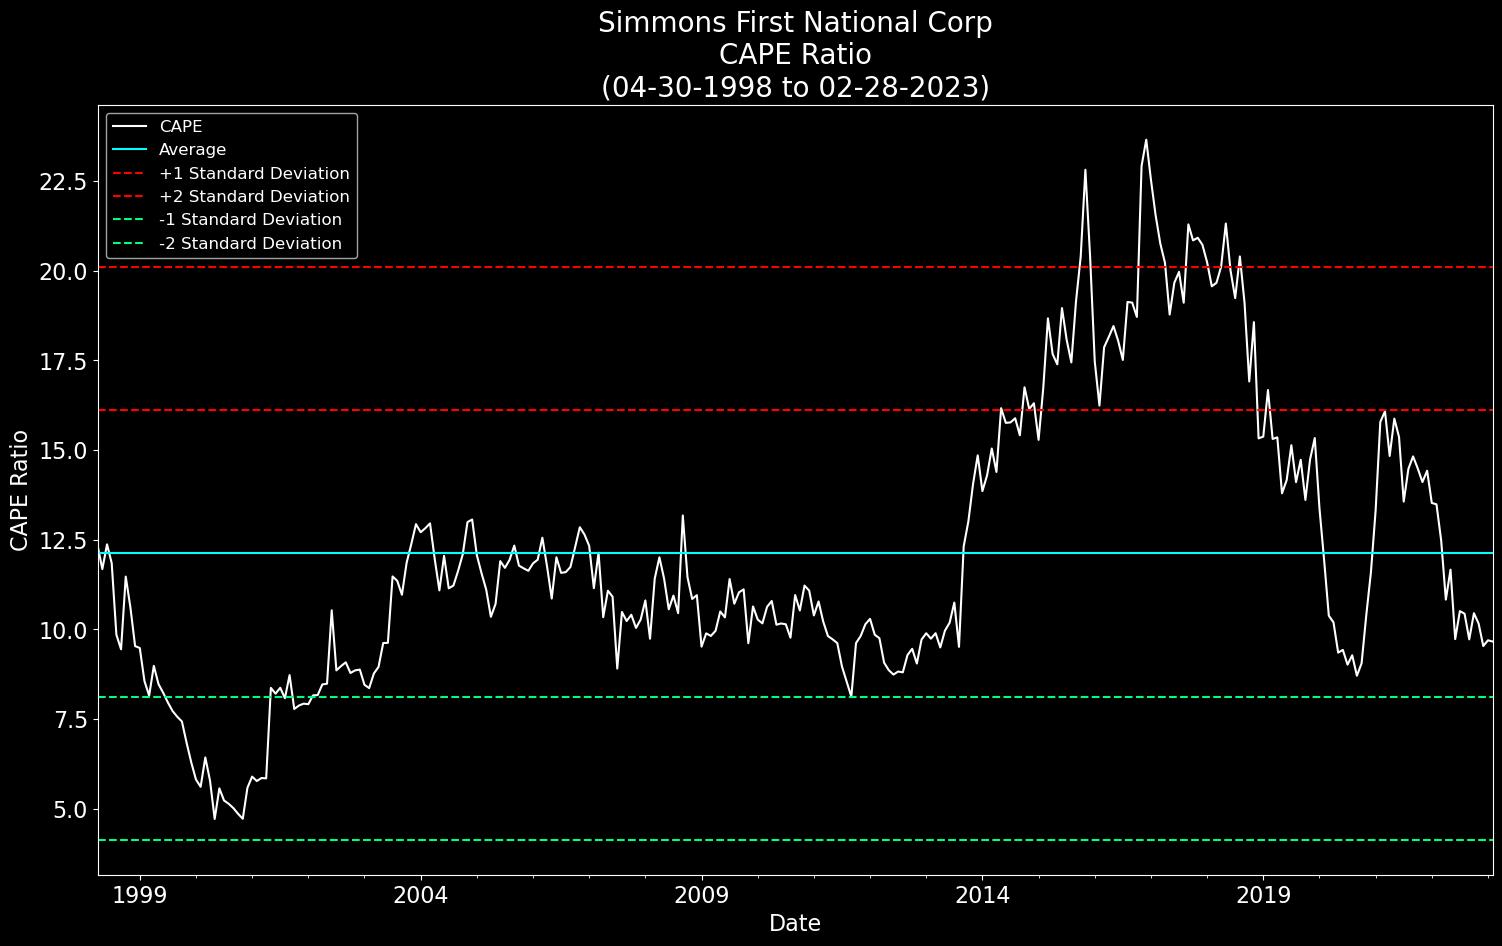 Simmons First National Corp
CAPE Ratio
(04-30-1998 to 02-28-2023)
CAPE
Average
+1 Standard Deviation
+2 Standard Deviation
-1 Standard Deviation
-2 Standard Deviation
CAPE Ratio
22.5
20.0
17.5
15.0
12.5
10.0
7.5
5.0
1999
2004
2009
2014
2019
Date